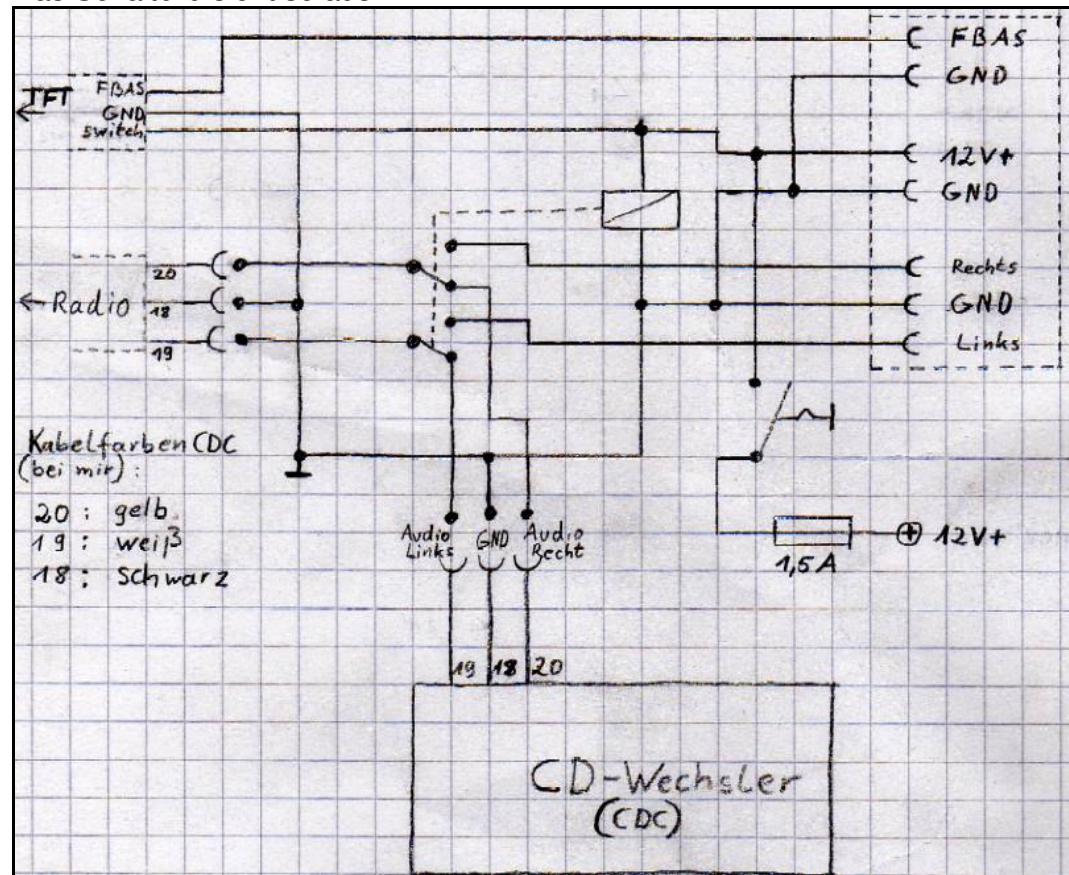 FBAS
GND
12V+
GND
Rechts
GND
Links
TFT
FBAS
GND
switch
Radio
20
18
19
Kabelfarben CDC
(bei mir) :
20 : gelb
19 : weiß
18 : Schwarz
Audio Links
GND
Audio Recht
1,5A
12V+
19 18 20
CD-Wechsler
(CDC)